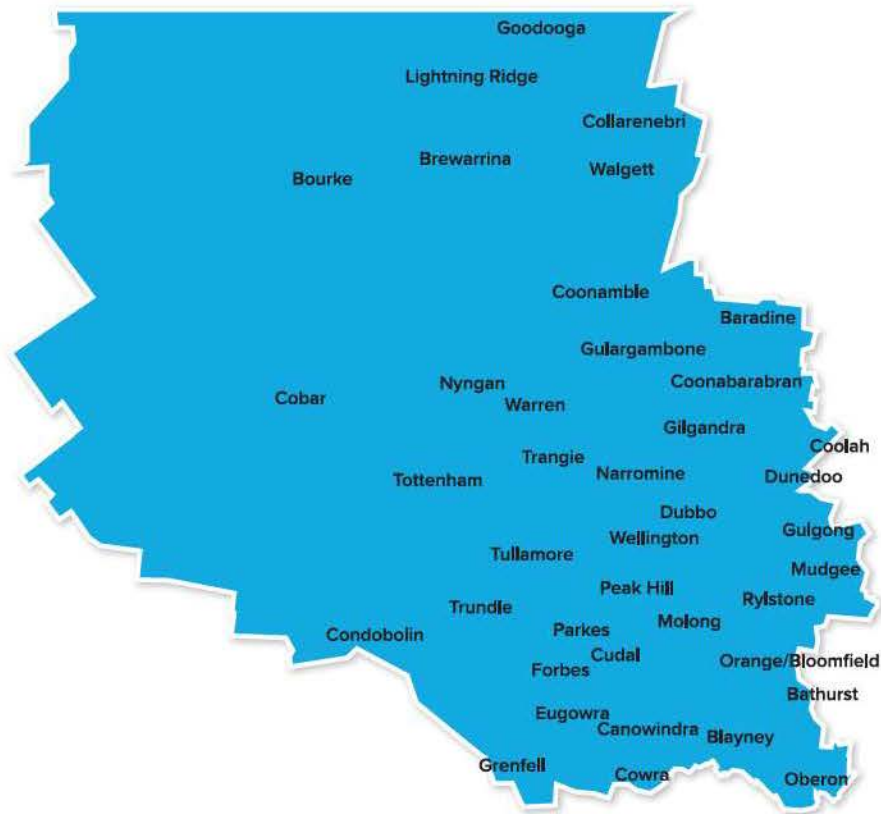 Goodooga
Lightning Ridge
Collarenebri
Brewarrina
Walgett
Bourke
Coonamble
Baradine
Gulargambone
Nyngan
Coonabarabran
Cobar
Warren
Gilgandra
Coolah
Trangie
Narromine
Dunedoo
Tottenham
Dubbo
Gulgong
Wellington
Tullamore
Mudgee
Peak Hill
Rylstone
Trundle
Molong
Condobolin
Parkes
Cudal
Orange/Bloomfield
Forbes
Bathurst
Eugowra
Canowindra
Blayney
Grenfell
Cowra
Oberon